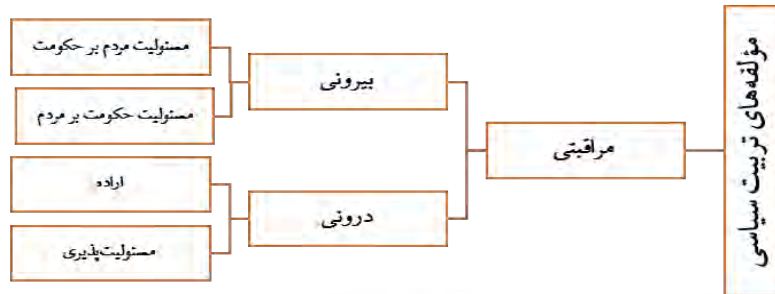 مؤلفه‌های تربیت سیاسی
مراقبتی
بیرونی
مسئولیت مردم بر حکومت
مسئولیت حکومت بر مردم
درونی
اراده
مسئولیت‌پذیری